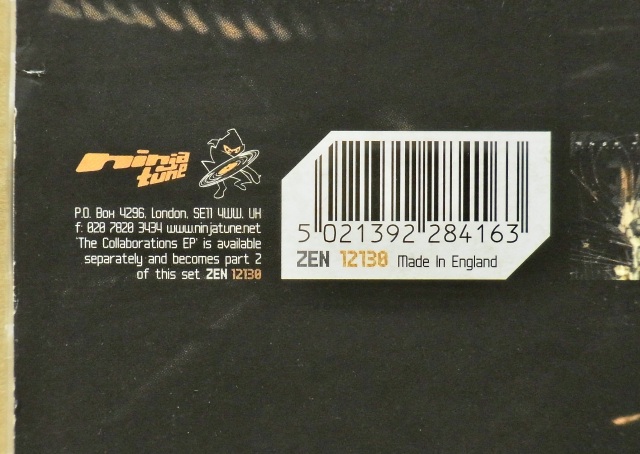 ninja
tune
P.O. Box 4296, London, SE11 4WW. UK
f: 020 7820 3434 www.ninjatune.net
'The Collaborations EP' is available
separately and becomes part 2
of this set ZEN 12130
5 021392 284163
ZEN 12130 Made In England